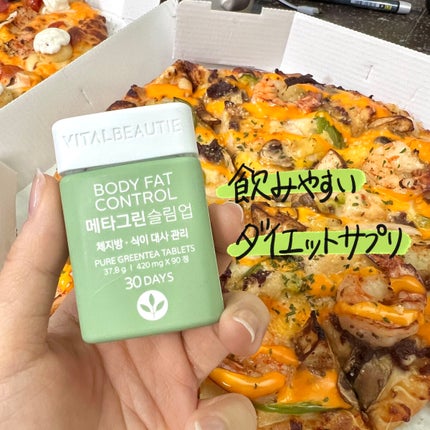 VITALBEAUTIE
BODY FAT
CONTROL
메타그린슬림업
체지방·식이 대사 관리
PURE GREENTEA TABLETS
37.8 g | 420 mg X 90 정
30 DAYS
飲みやすい
ダイエットサプリ